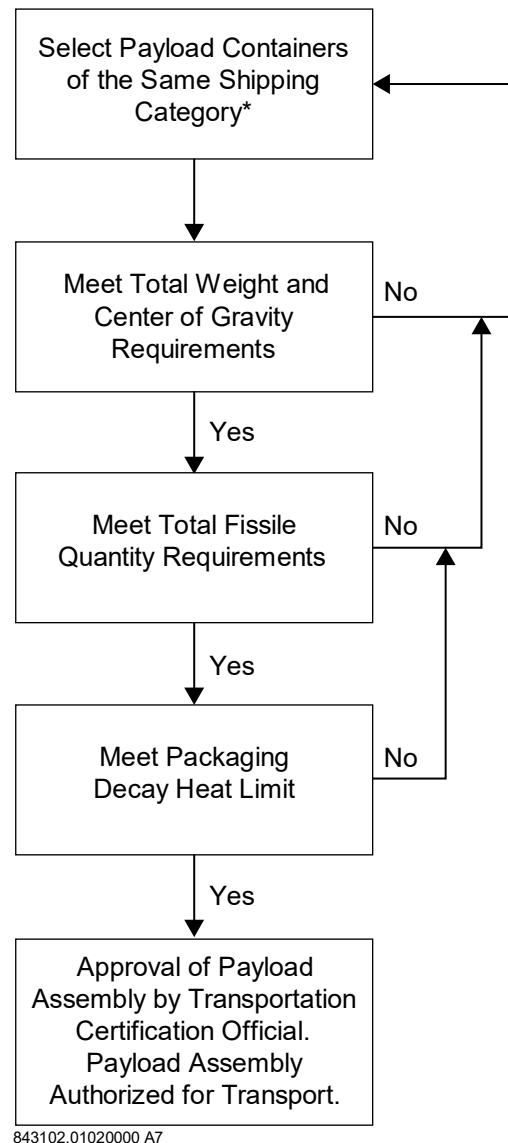 Select Payload Containers
of the Same Shipping
Category*
Meet Total Weight and
Center of Gravity
Requirements
No
Yes
Meet Total Fissile
Quantity Requirements
No
Yes
Meet Packaging
Decay Heat Limit
No
Yes
Approval of Payload
Assembly by Transportation
Certification Official.
Payload Assembly
Authorized for Transport.
843102.01020000 A7